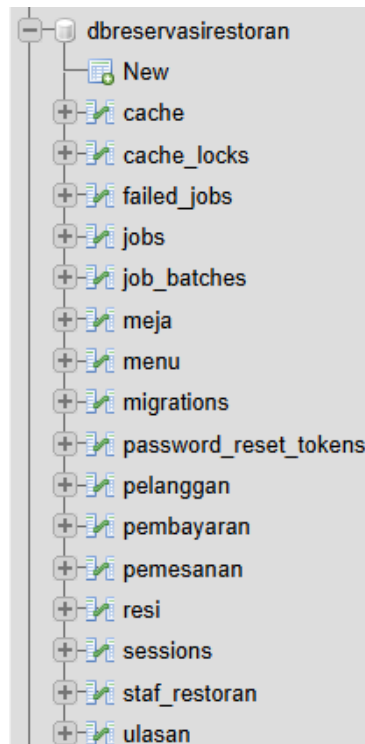 dbreservasirestoran
New
cache
cache_locks
failed_jobs
jobs
job_batches
meja
menu
migrations
password_reset_tokens
pelanggan
pembayaran
pemesanan
resi
sessions
staf_restoran
ulasan